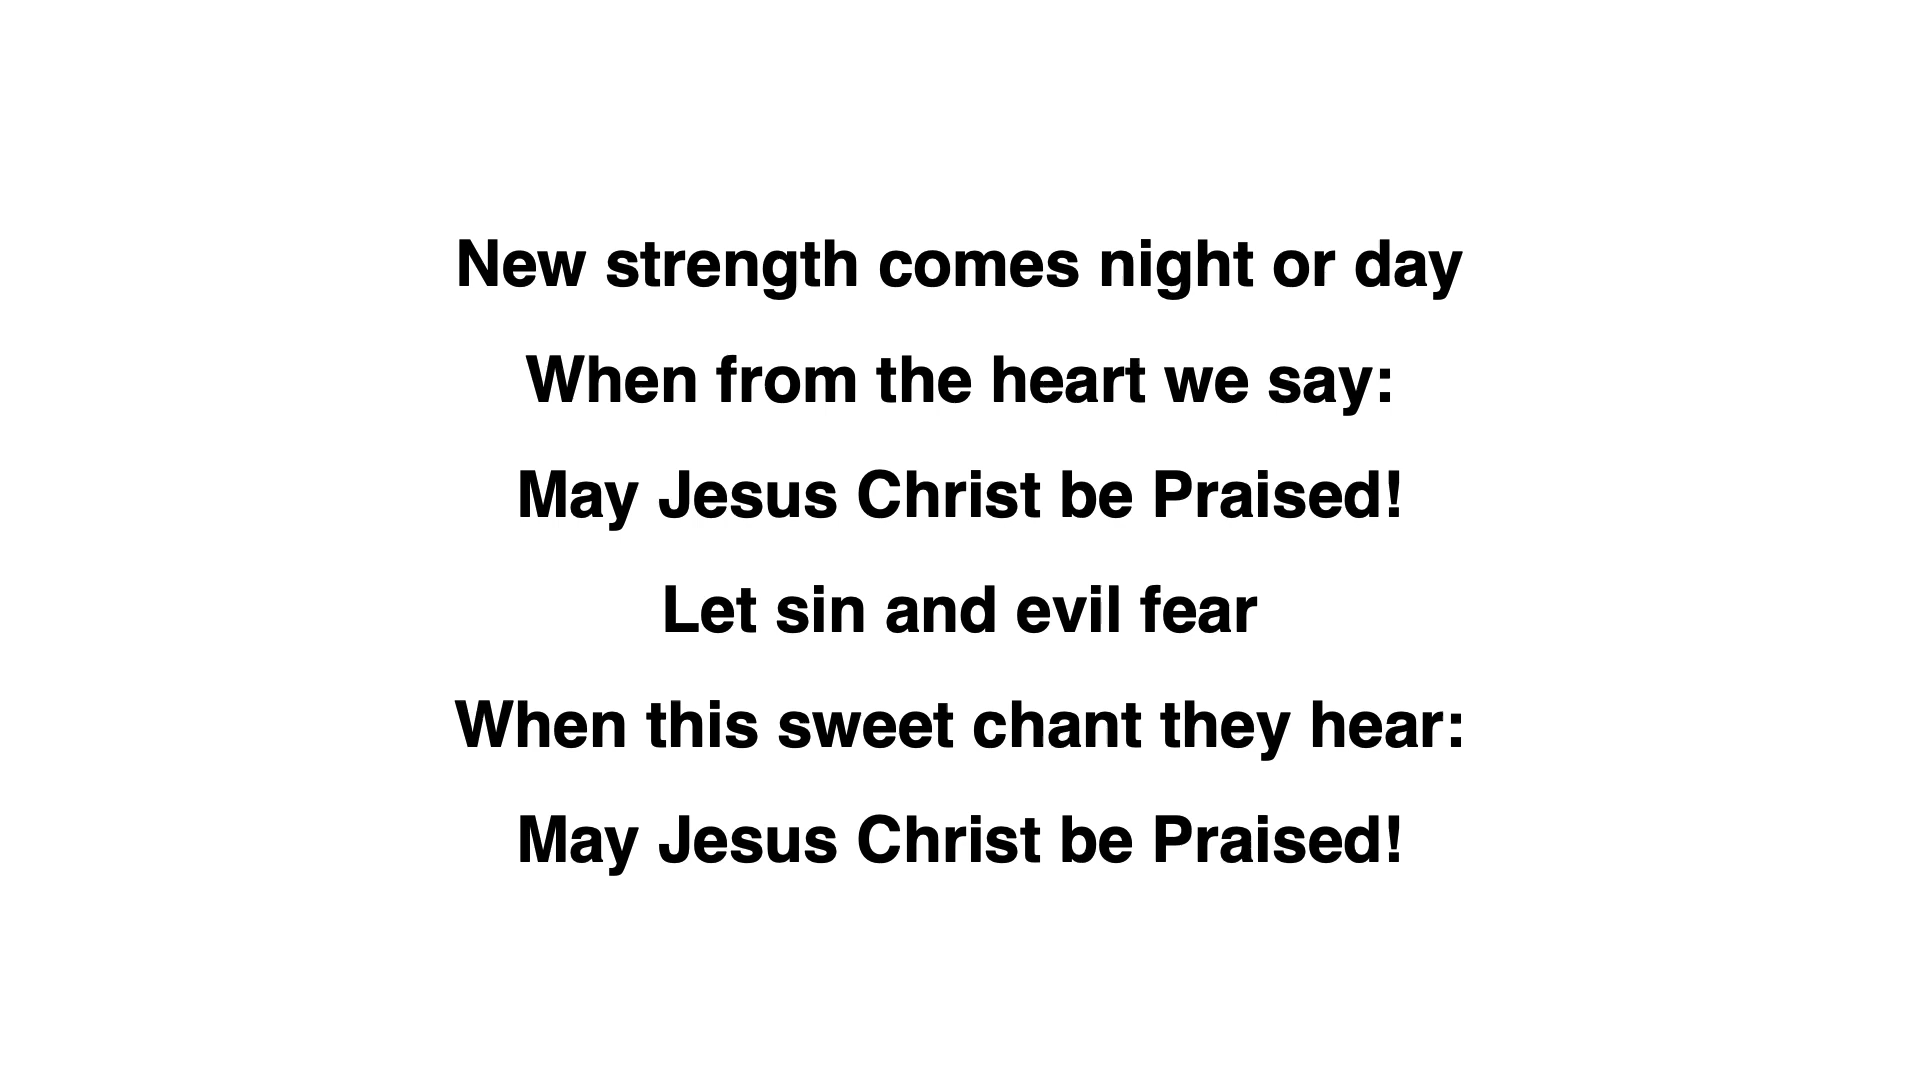 New strength comes night or day
When from the heart we say:
May Jesus Christ be Praised!
Let sin and evil fear
When this sweet chant they hear:
May Jesus Christ be Praised!